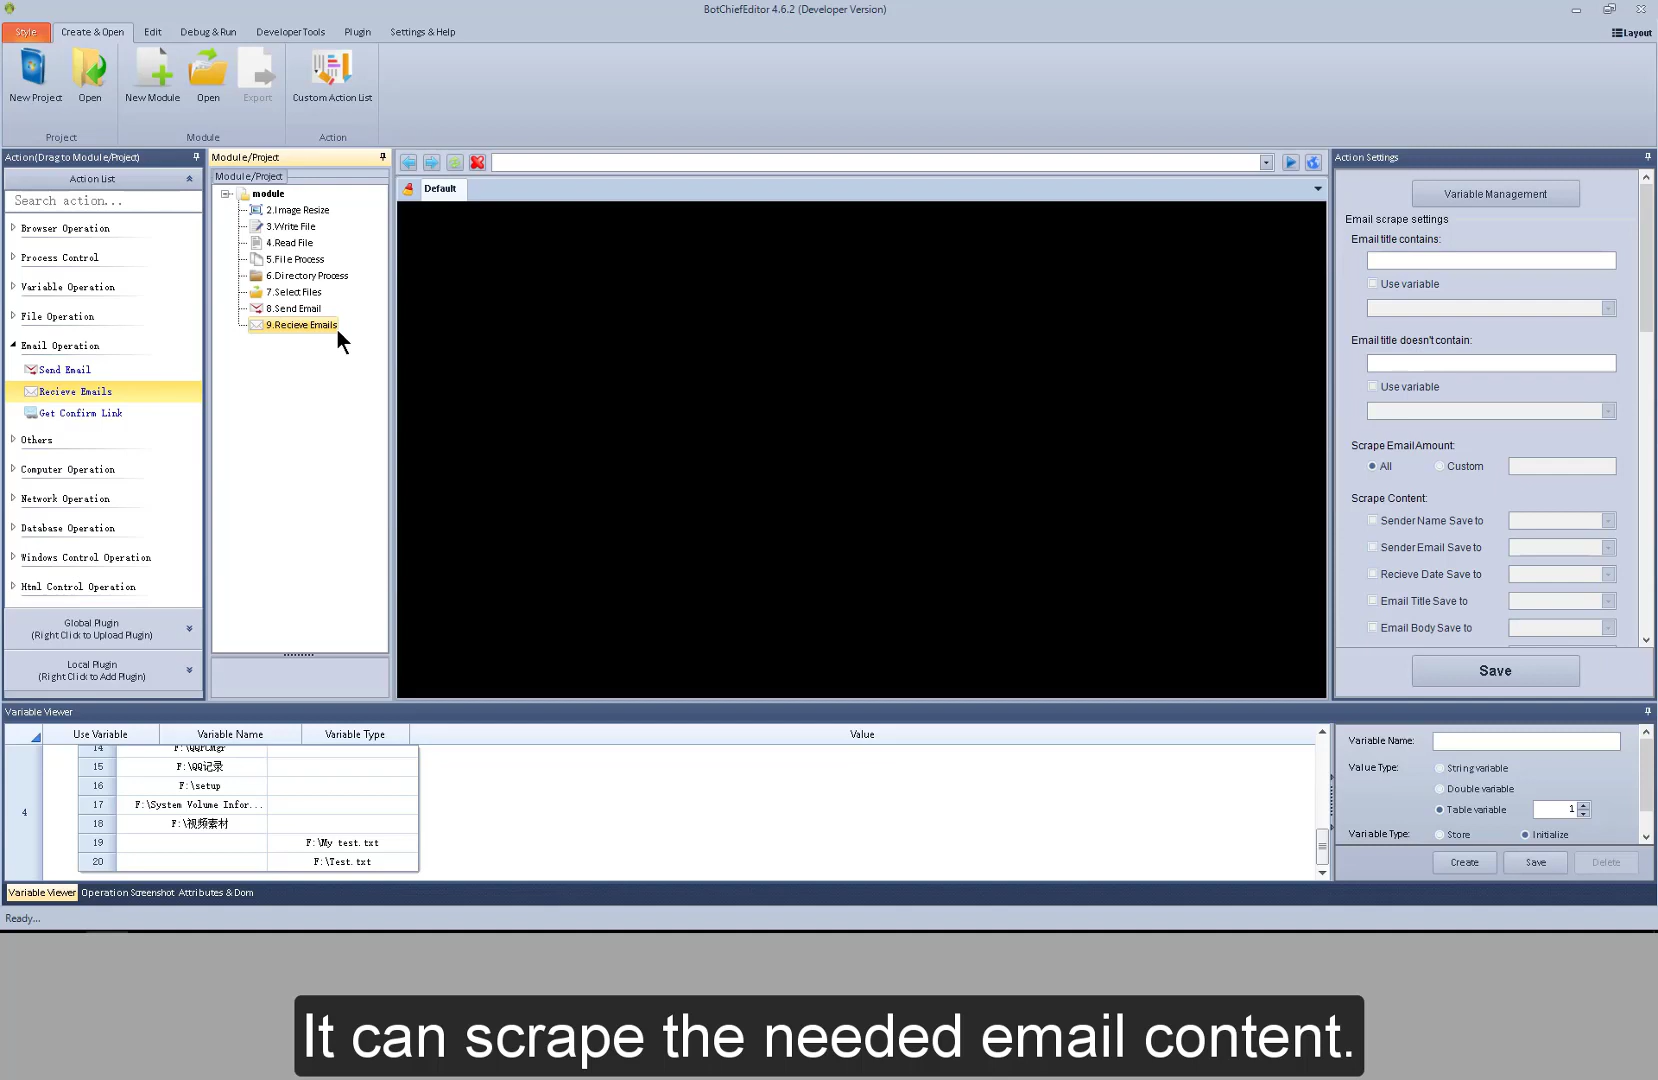 BotChiefEditor 4.6.2 (Developer Version)
Style
Create & Open
Edit
Debug & Run
Developer Tools
Plugin
Settings & Help
Layout
New Project
Open
New Module
Open
Export
Custom Action List
Project
Module
Action
Action(Drag to Module/Project)
Action List
Search action...
Browser Operation
Process Control
Variable Operation
File Operation
Email Operation
Send Email
Recieve Emails
Get Confirm Link
Others
Computer Operation
Network Operation
Database Operation
Windows Control Operation
Html Control Operation
Global Plugin
(Right Click to Upload Plugin)
Local Plugin
(Right Click to Add Plugin)
Module/Project
Module/Project
module
2.Image Resize
3.Write File
4.Read File
5.File Process
6.Directory Process
7.Select Files
8.Send Email
9.Recieve Emails
Default
Action Settings
Variable Management
Email scrape settings
Email title contains:
Use variable
Email title doesn't contain:
Use variable
Scrape Email Amount:
All
Custom
Scrape Content:
Sender Name Save to
Sender Email Save to
Recieve Date Save to
Email Title Save to
Email Body Save to
Save
Variable Viewer
Use Variable
Variable Name
Variable Type
Value
4
14 F:\QQPCMgr
15 F:\QQ记录
16 F:\setup
17 F:\System Volume Infor...
18 F:\视频素材
19 F:\My test.txt
20 F:\Test.txt
Variable Name:
Value Type:
String variable
Double variable
Table variable
1
Variable Type:
Store
Initialize
Create
Save
Delete
Variable Viewer
Operation Screenshot
Attributes & Dom
Ready...
It can scrape the needed email content.